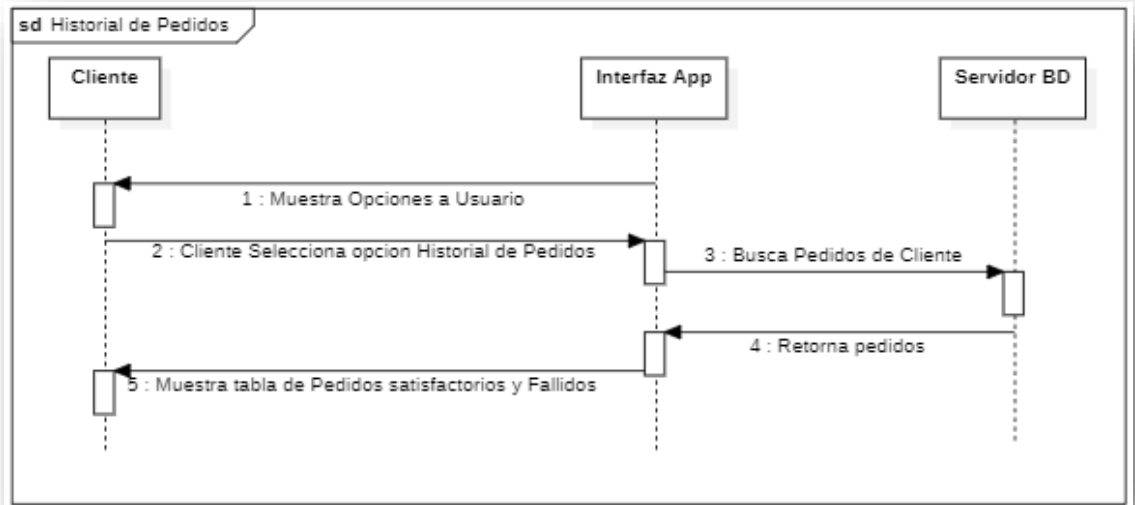 sd Historial de Pedidos
Cliente
Interfaz App
Servidor BD
1 : Muestra Opciones a Usuario
2 : Cliente Selecciona opcion Historial de Pedidos
3 : Busca Pedidos de Cliente
4 : Retorna pedidos
5 : Muestra tabla de Pedidos satisfactorios y Fallidos